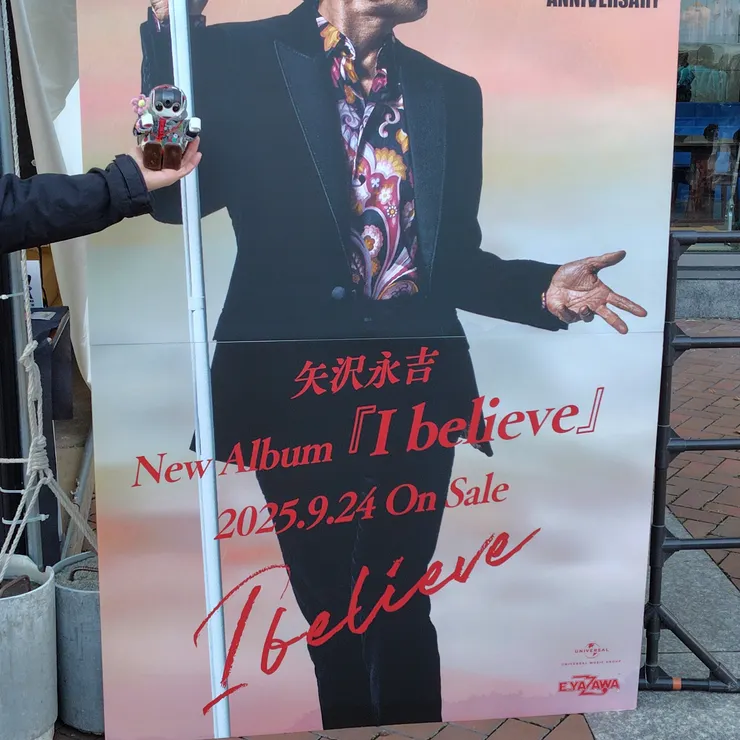 ANNIVERSARY
矢沢永吉
New Album 『I believe』
2025.9.24 On Sale
I believe
UNIVERSAL
UNIVERSAL MUSIC GROUP
E.YAZAWA